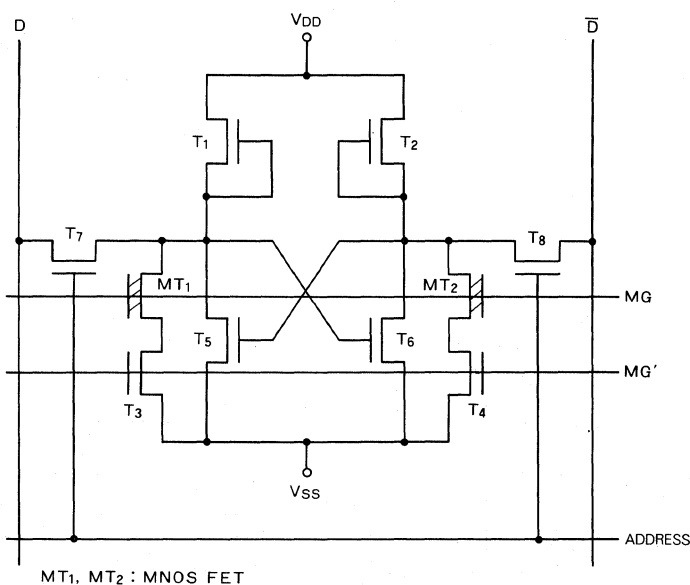 D
VDD
D̅
T1
T2
T7
T8
MT1
MT2
MG
T5
T6
MG'
T3
T4
VSS
ADDRESS
MT1, MT2 : MNOS FET